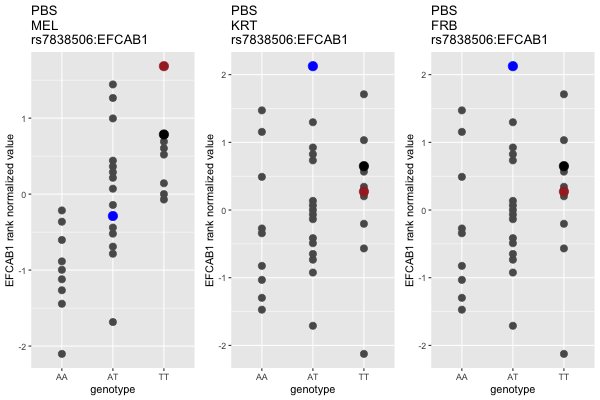 PBS
MEL
rs7838506:EFCAB1
PBS
KRT
rs7838506:EFCAB1
PBS
FRB
rs7838506:EFCAB1
EFCAB1 rank normalized value
1
0
-1
-2
AA
AT
TT
genotype
EFCAB1 rank normalized value
2
1
0
-1
-2
AA
AT
TT
genotype
EFCAB1 rank normalized value
2
1
0
-1
-2
AA
AT
TT
genotype